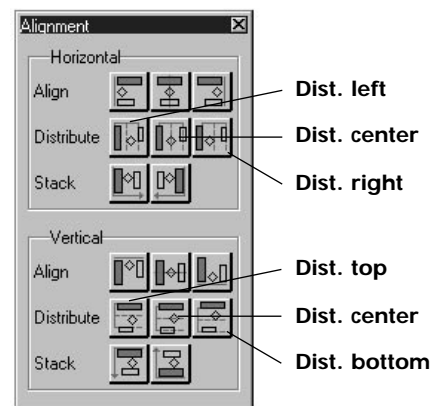 Alignment
Horizontal
Align
Dist. left
Distribute
Dist. center
Stack
Dist. right
Vertical
Align
Dist. top
Distribute
Dist. center
Stack
Dist. bottom